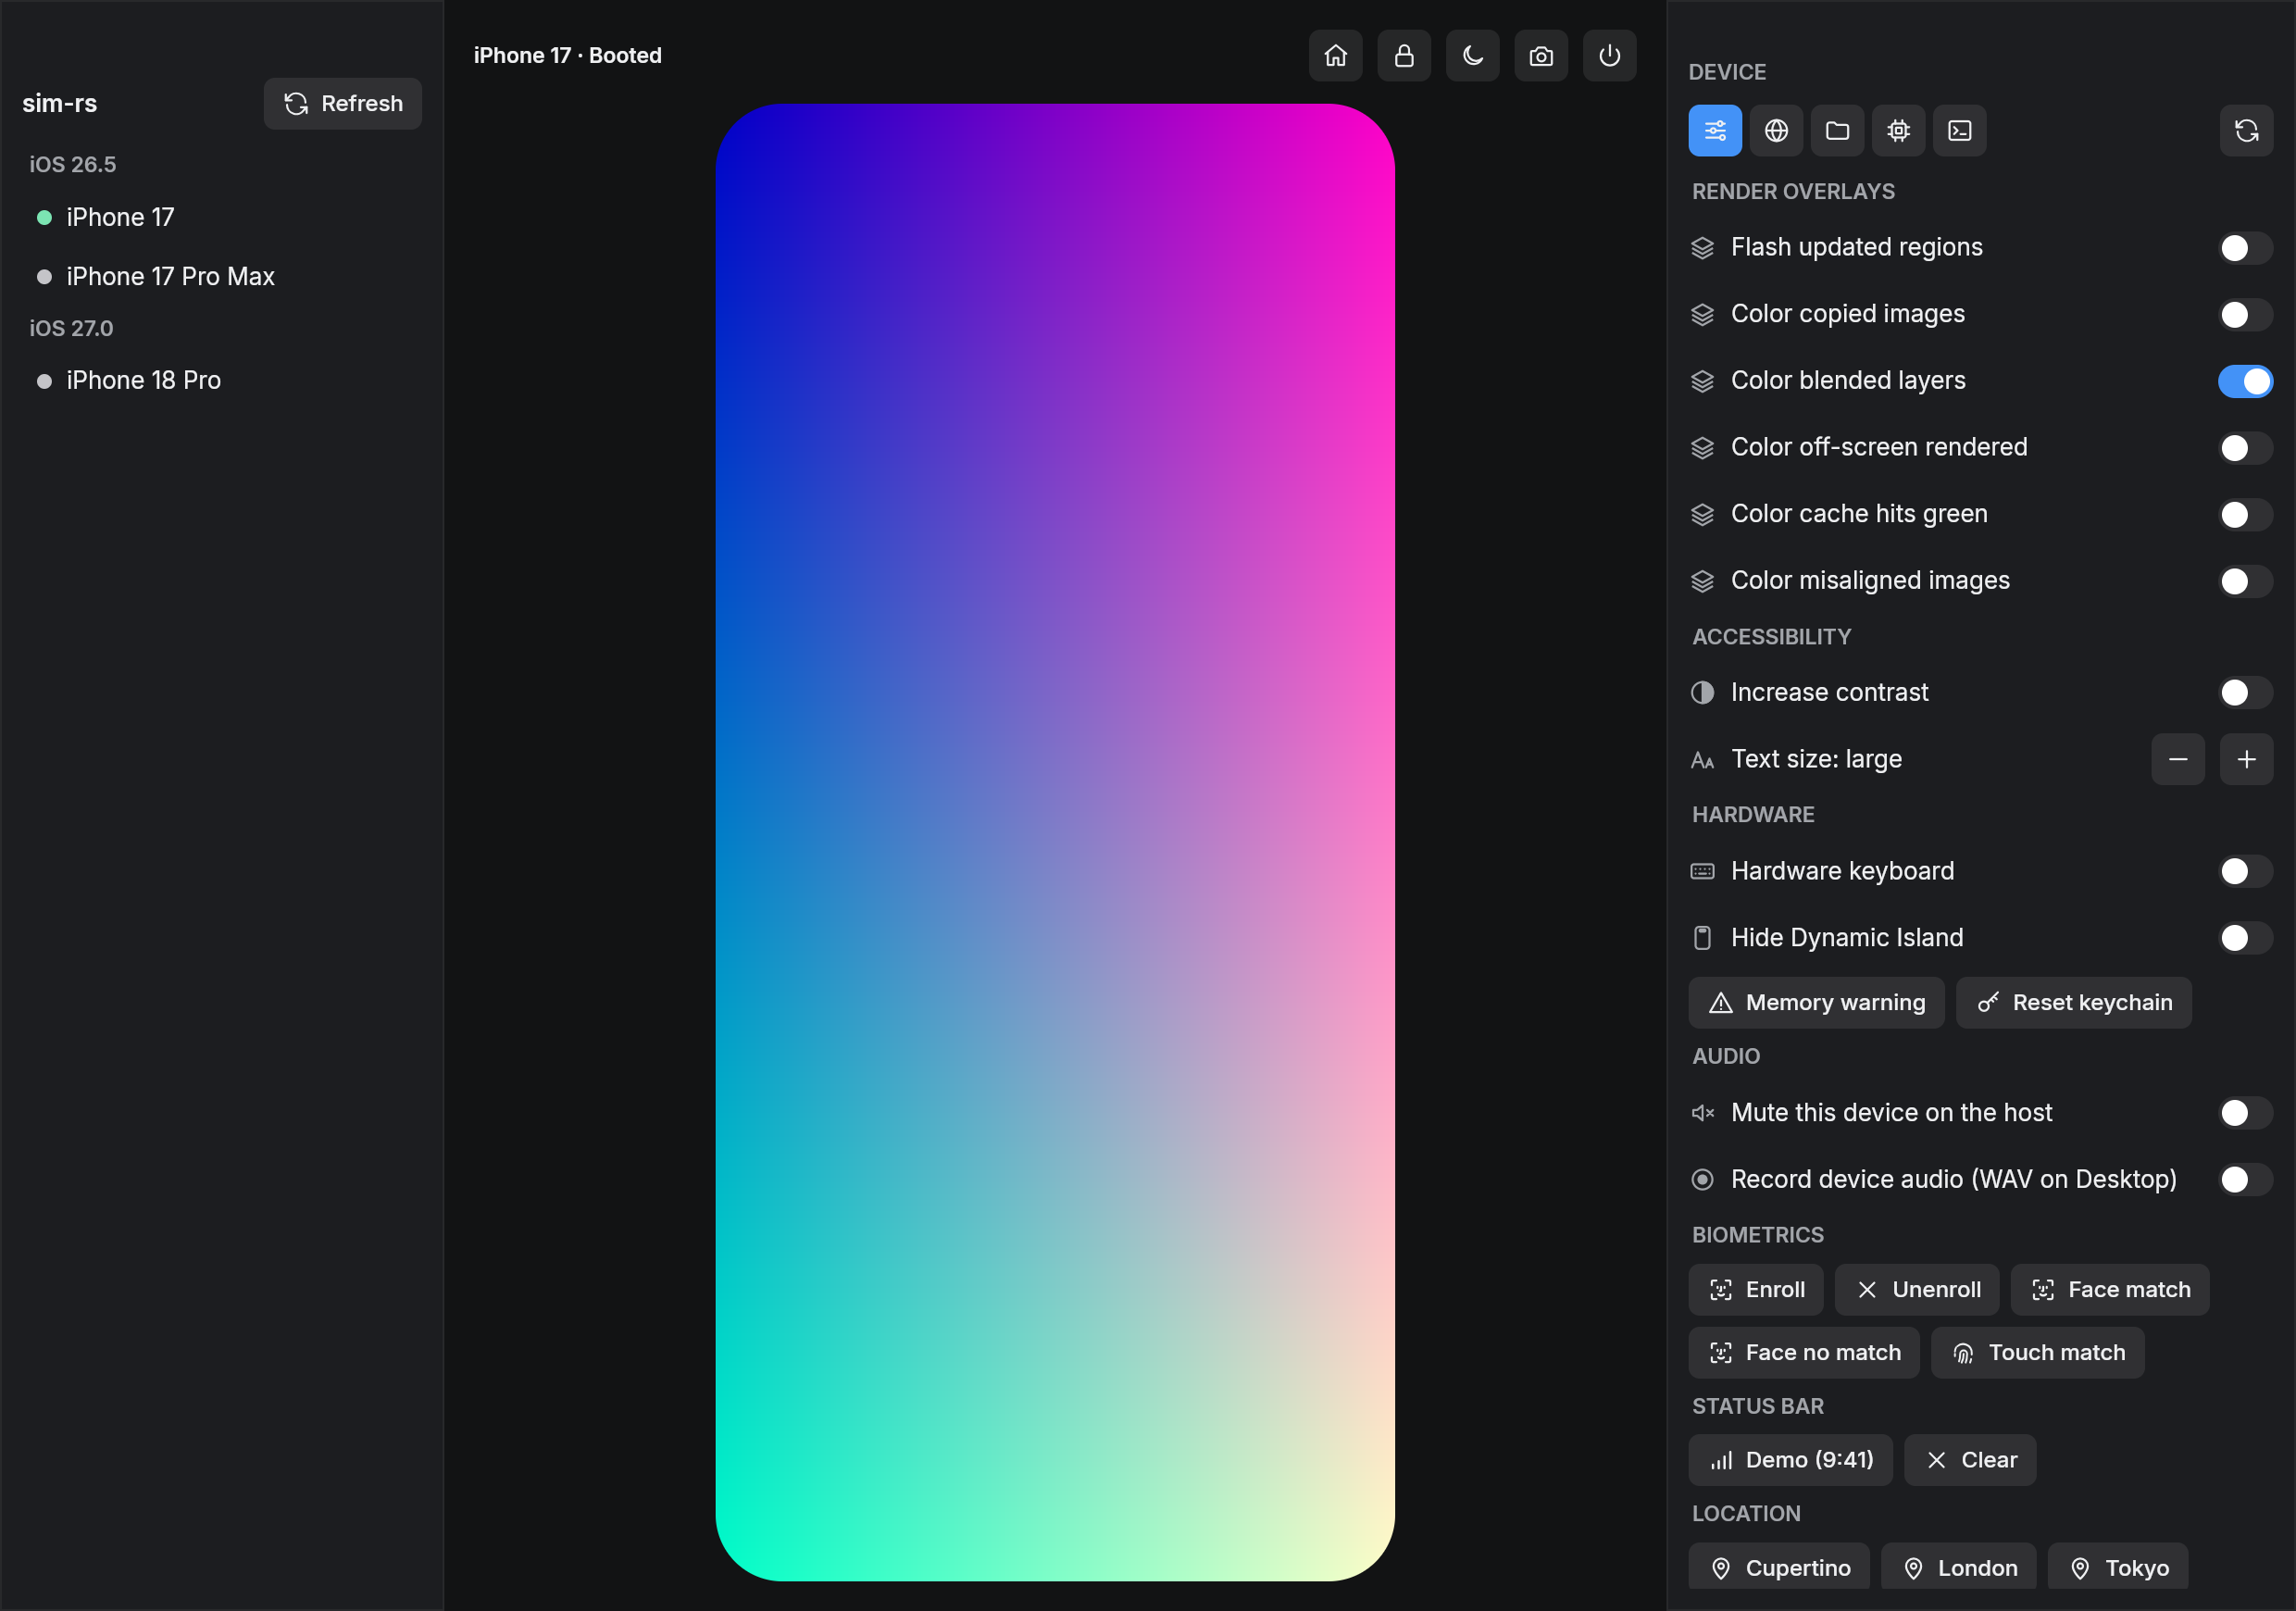 sim-rs
Refresh
iOS 26.5
iPhone 17
iPhone 17 Pro Max
iOS 27.0
iPhone 18 Pro
iPhone 17 · Booted
DEVICE
RENDER OVERLAYS
Flash updated regions
Color copied images
Color blended layers
Color off-screen rendered
Color cache hits green
Color misaligned images
ACCESSIBILITY
Increase contrast
Text size: large
HARDWARE
Hardware keyboard
Hide Dynamic Island
Memory warning Reset keychain
AUDIO
Mute this device on the host
Record device audio (WAV on Desktop)
BIOMETRICS
Enroll Unenroll Face match
Face no match Touch match
STATUS BAR
Demo (9:41) Clear
LOCATION
Cupertino London Tokyo